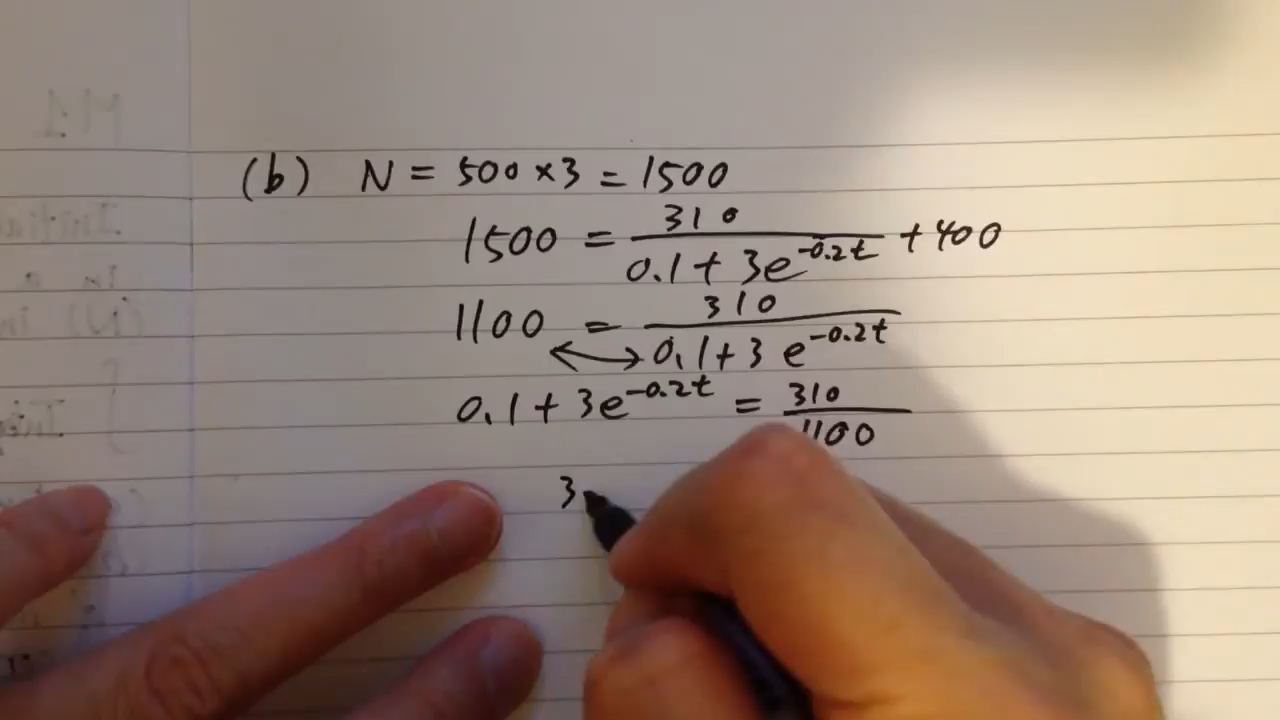 (b) N = 500 × 3 = 1500
1500 = 310 / (0.1 + 3e^{-0.2t}) + 400
1100 = 310 / (0.1 + 3e^{-0.2t})
0.1 + 3e^{-0.2t} = 310 / 1100
3